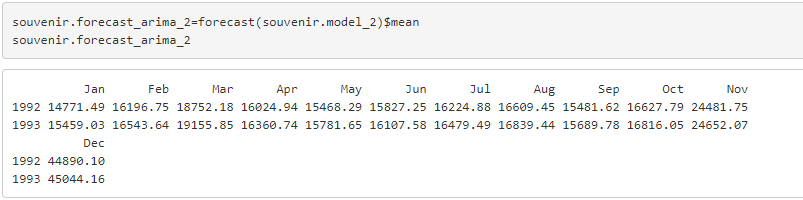 souvenir.forecast_arima_2=forecast(souvenir.model_2)$mean
souvenir.forecast_arima_2
Jan Feb Mar Apr May Jun Jul Aug Sep Oct Nov
1992 14771.49 16196.75 18752.18 16024.94 15468.29 15827.25 16224.88 16609.45 15481.62 16627.79 24481.75
1993 15459.03 16543.64 19155.85 16360.74 15781.65 16107.58 16479.49 16839.44 15689.78 16816.05 24652.07
Dec
1992 44890.10
1993 45044.16